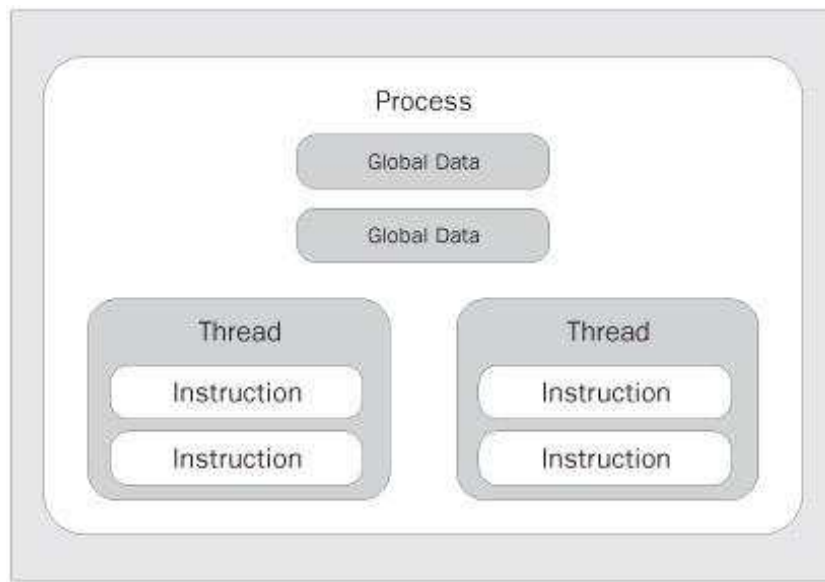 Process
Global Data
Global Data
Thread
Instruction
Instruction
Thread
Instruction
Instruction